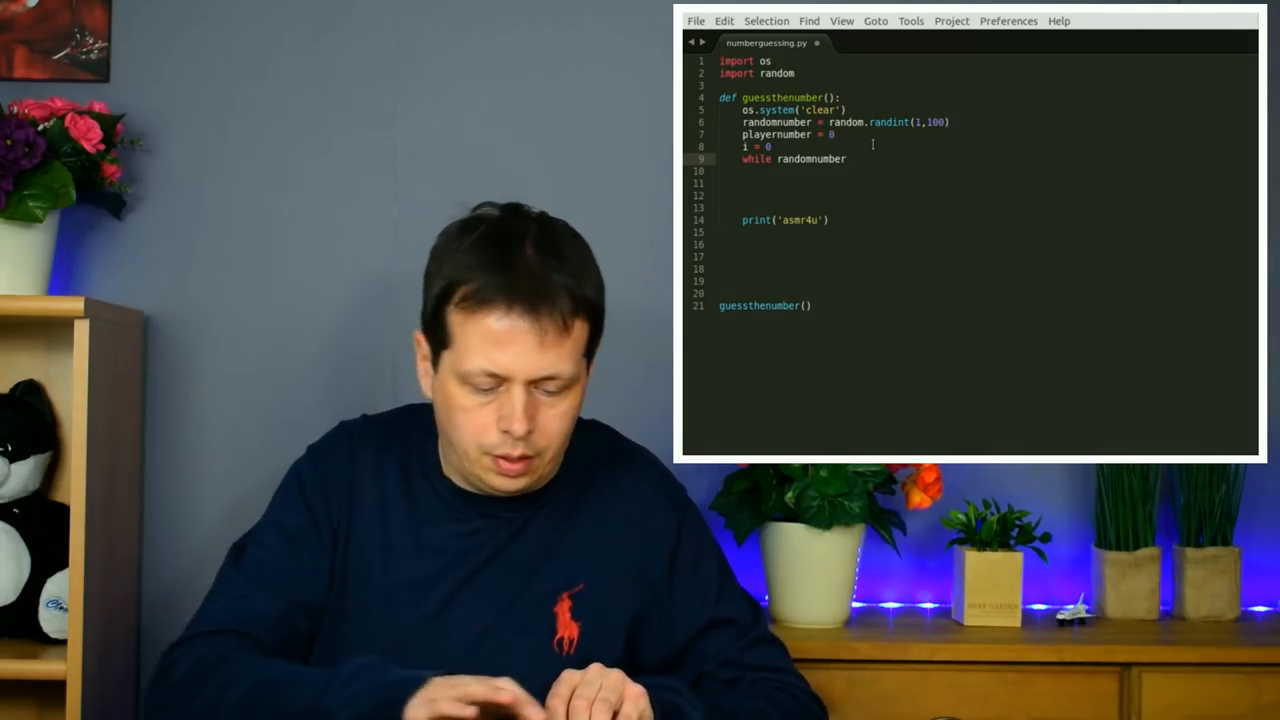 File Edit Selection Find View Goto Tools Project Preferences Help
numberguessing.py
1 import os
2 import random
3
4 def guessthenumber():
5 os.system('clear')
6 randomnumber = random.randint(1,100)
7 playernumber = 0
8 i = 0
9 while randomnumber
10
11
12
13
14 print('asmr4u')
15
16
17
18
19
20
21 guessthenumber()